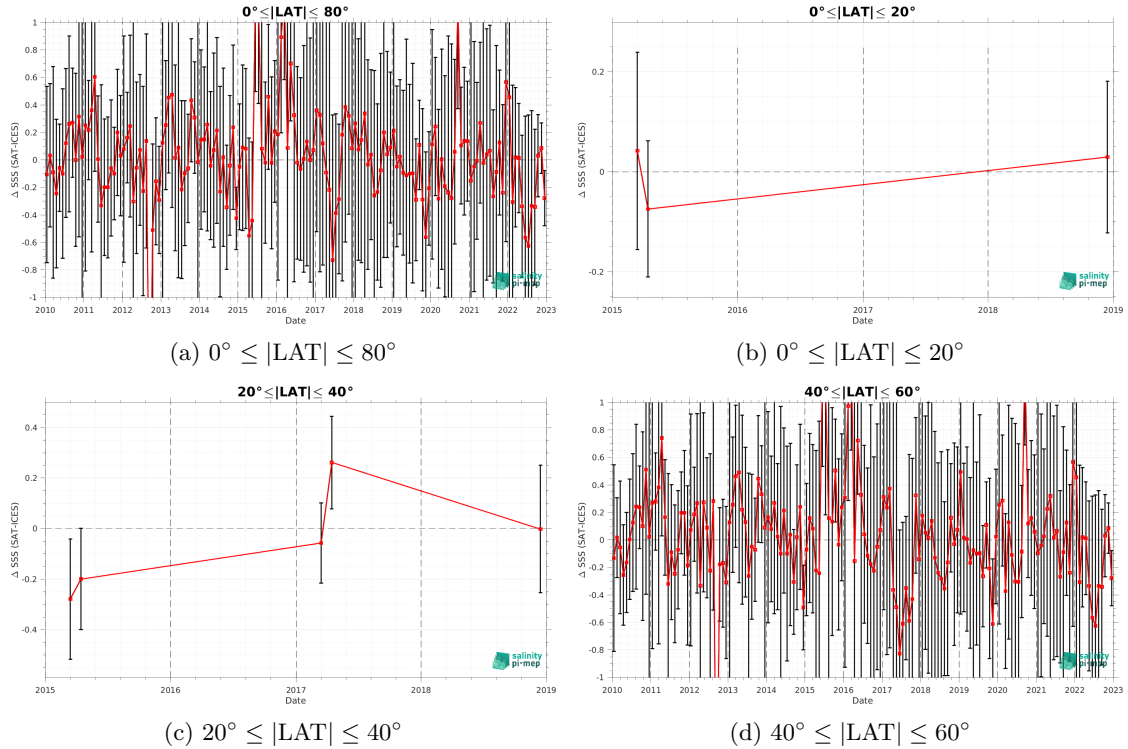 0°≤|LAT|≤ 80°
1
0.8
0.6
0.4
0.2
0
-0.2
-0.4
-0.6
-0.8
-1
Δ SSS (SAT-ICES)
salinity
pi-mep
2010 2011 2012 2013 2014 2015 2016 2017 2018 2019 2020 2021 2022 2023
Date
(a) 0° ≤ |LAT| ≤ 80°
0°≤|LAT|≤ 20°
0.2
0
-0.2
Δ SSS (SAT-ICES)
salinity
pi-mep
2015 2016 2017 2018 2019
Date
(b) 0° ≤ |LAT| ≤ 20°
20°≤|LAT|≤ 40°
0.4
0.2
0
-0.2
-0.4
Δ SSS (SAT-ICES)
salinity
pi-mep
2015 2016 2017 2018 2019
Date
(c) 20° ≤ |LAT| ≤ 40°
40°≤|LAT|≤ 60°
1
0.8
0.6
0.4
0.2
0
-0.2
-0.4
-0.6
-0.8
-1
Δ SSS (SAT-ICES)
salinity
pi-mep
2010 2011 2012 2013 2014 2015 2016 2017 2018 2019 2020 2021 2022 2023
Date
(d) 40° ≤ |LAT| ≤ 60°